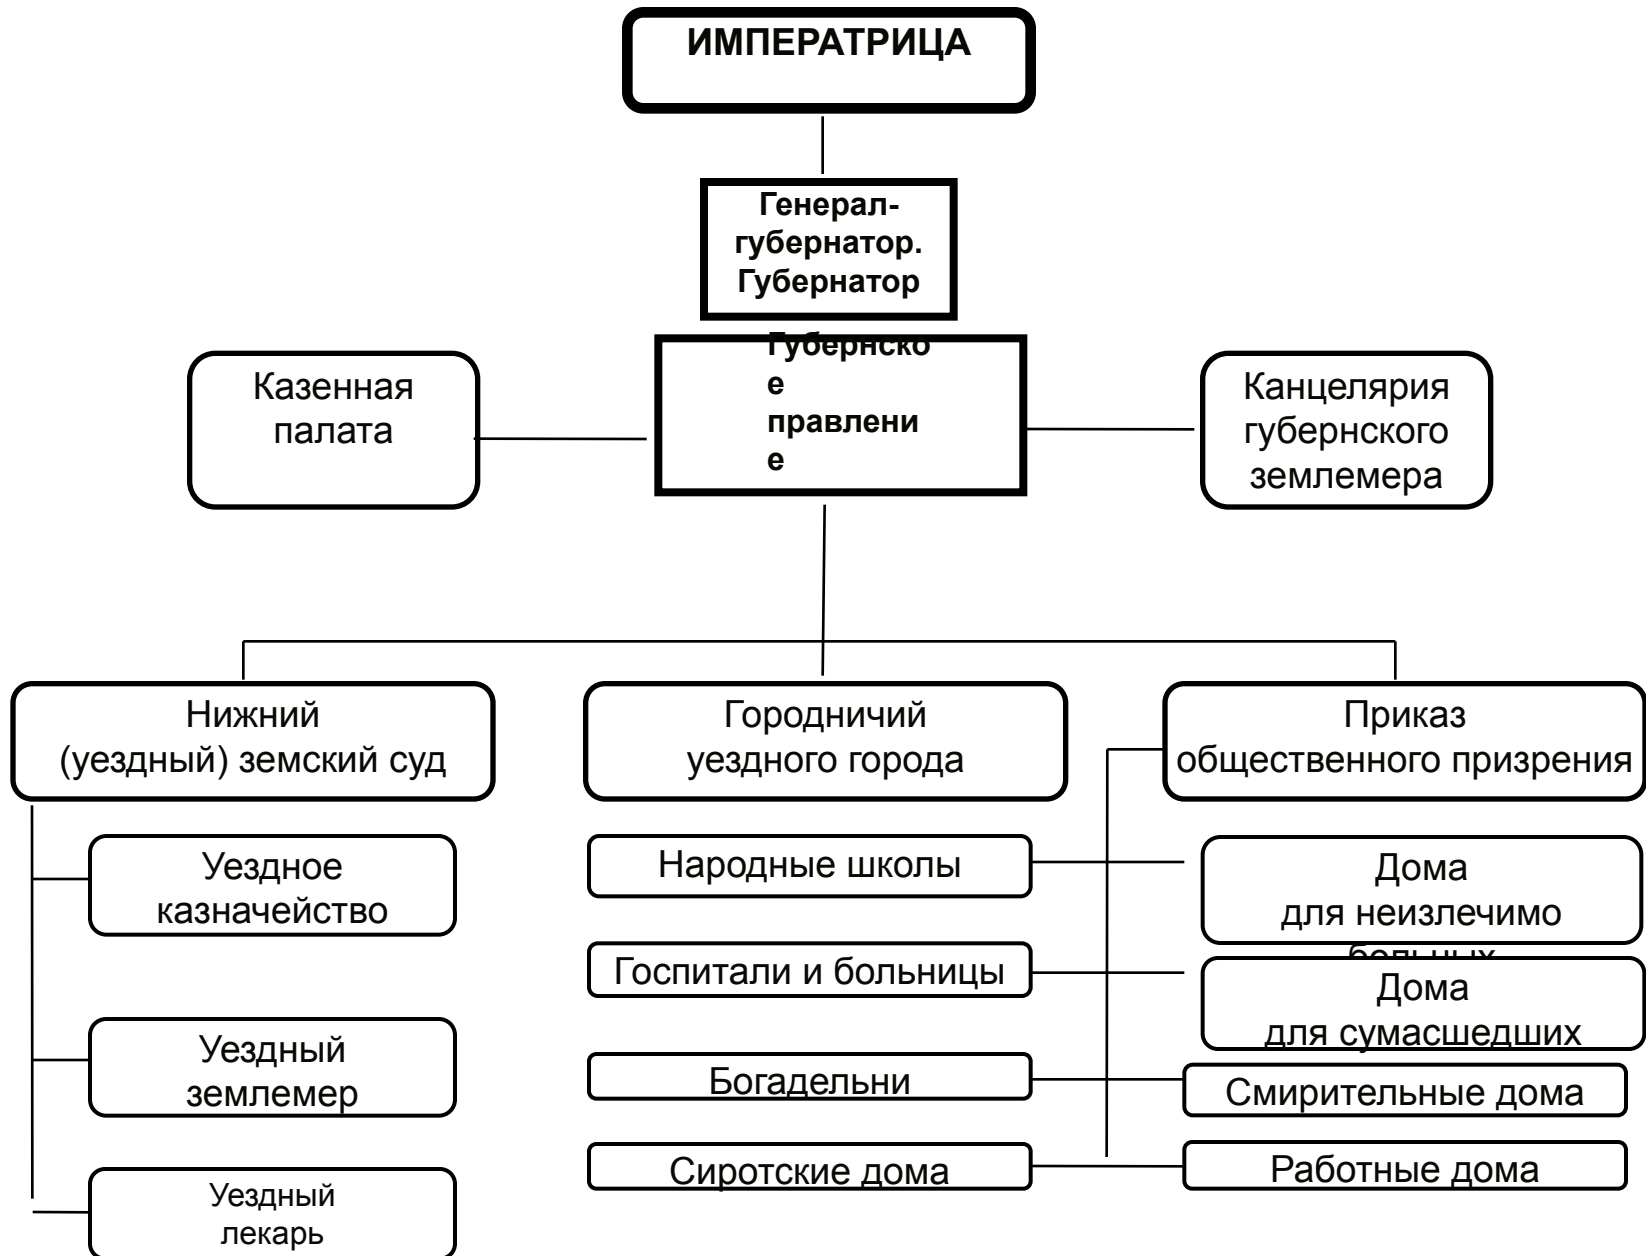 ИМПЕРАТРИЦА
Генерал-
губернатор.
Губернатор
Казенная
палата
Губернско
е
правлени
е
Канцелярия
губернского
землемера
Нижний
(уездный) земский суд
Городничий
уездного города
Приказ
общественного призрения
Уездное
казначейство
Уездный
землемер
Уездный
лекарь
Народные школы
Госпитали и больницы
Богадельни
Сиротские дома
Дома
для неизлечимо
больных
Дома
для сумасшедших
Смирительные дома
Работные дома